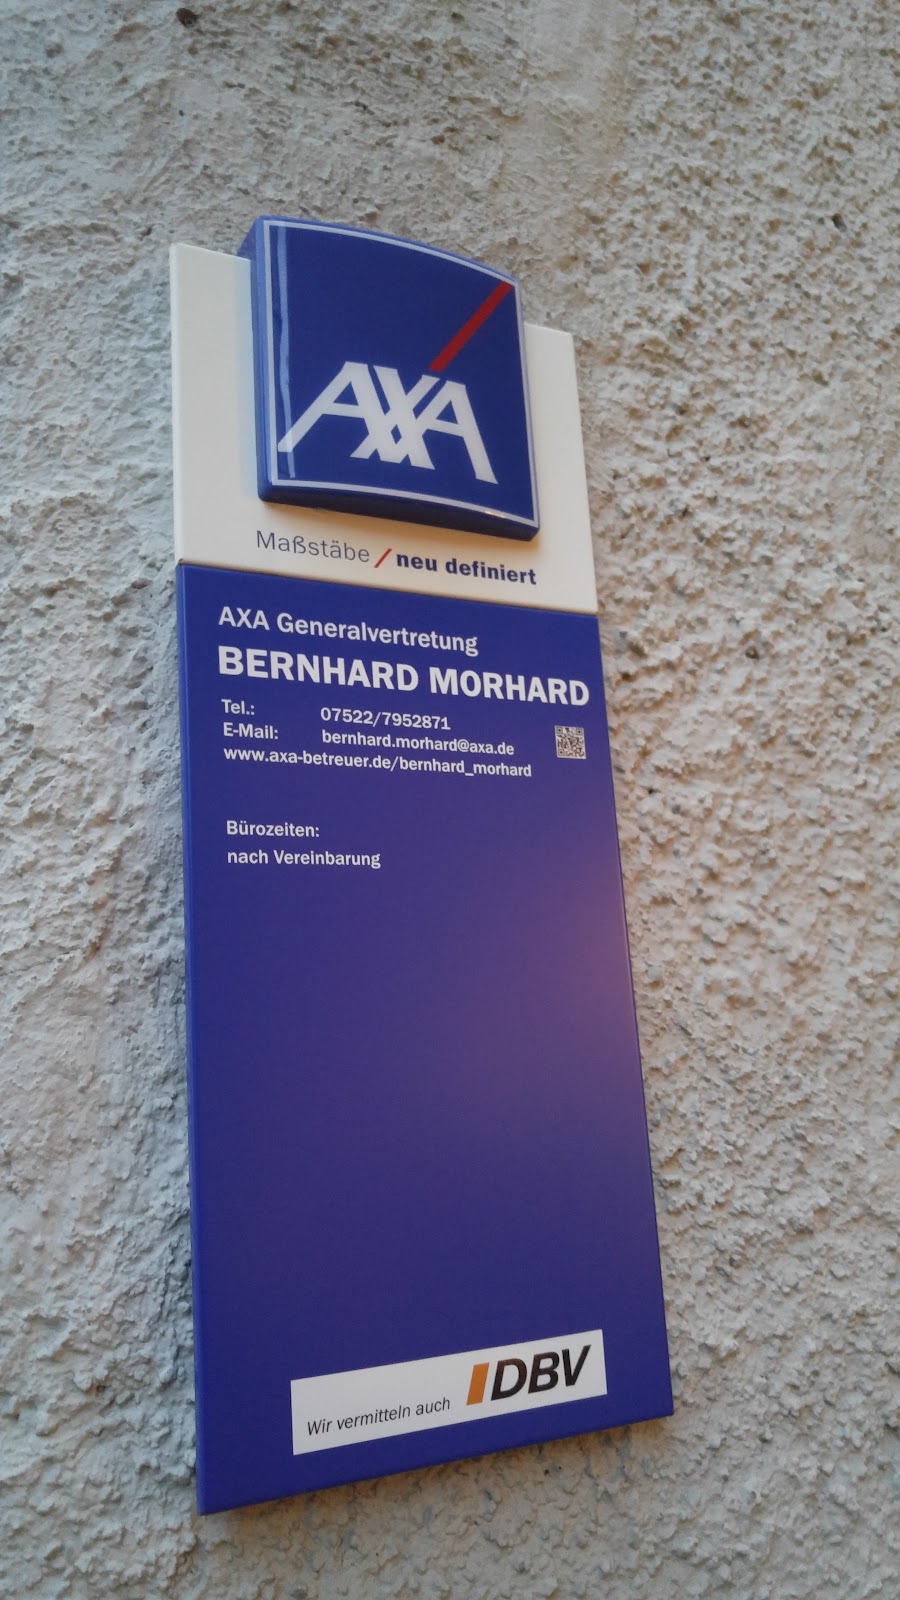 AXA
Maßstäbe / neu definiert
AXA Generalvertretung
BERNHARD MORHARD
Tel.: 07522/7952871
E-Mail: bernhard.morhard@axa.de
www.axa-betreuer.de/bernhard_morhard
Bürozeiten:
nach Vereinbarung
Wir vermitteln auch DBV